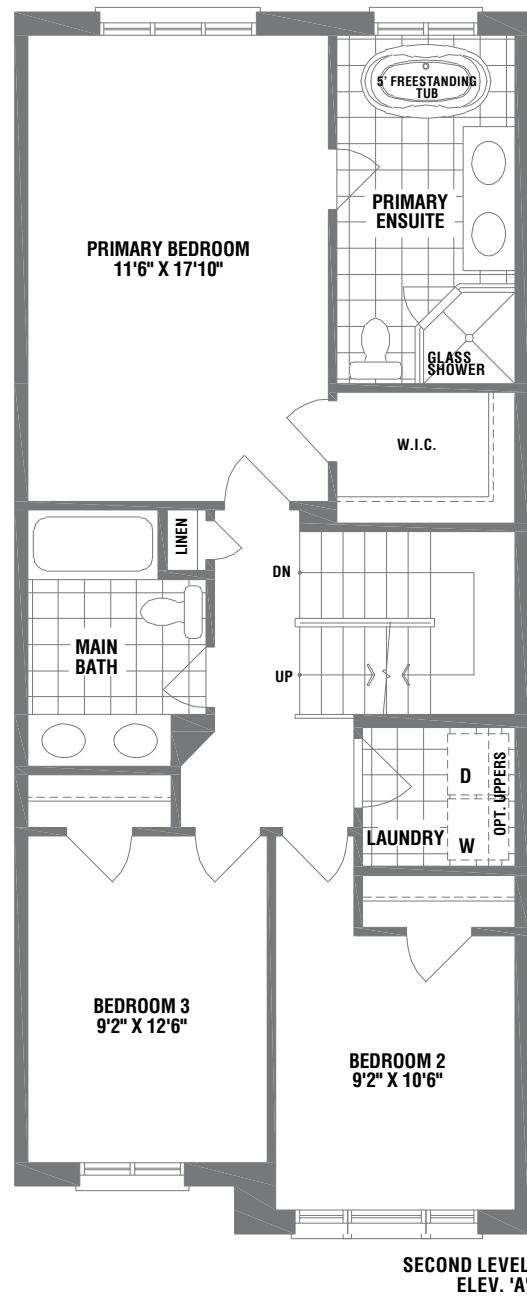 5' FREESTANDING
TUB
PRIMARY
ENSUITE
PRIMARY BEDROOM
11'6" X 17'10"
GLASS
SHOWER
W.I.C.
LINEN
DN
MAIN
BATH
UP
D
OPT. UPPERS
LAUNDRY
W
BEDROOM 3
9'2" X 12'6"
BEDROOM 2
9'2" X 10'6"
SECOND LEVEL
ELEV. 'A'